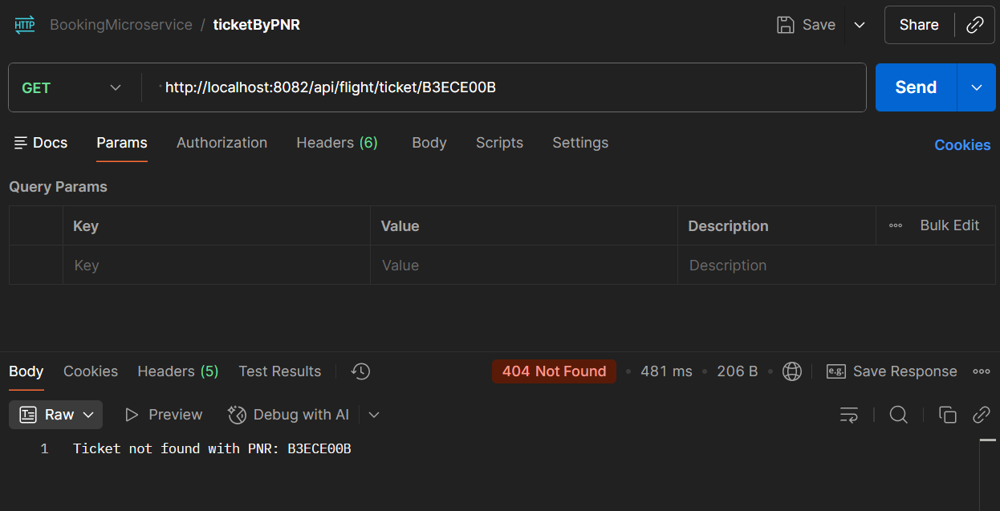 HTTP BookingMicroservice / ticketByPNR Save Share
GET http://localhost:8082/api/flight/ticket/B3ECE00B Send
Docs Params Authorization Headers (6) Body Scripts Settings Cookies
Query Params
Key Value Description Bulk Edit
Key Value Description
Body Cookies Headers (5) Test Results 404 Not Found • 481 ms • 206 B • e.g. Save Response
Raw Preview Debug with AI
1 Ticket not found with PNR: B3ECE00B